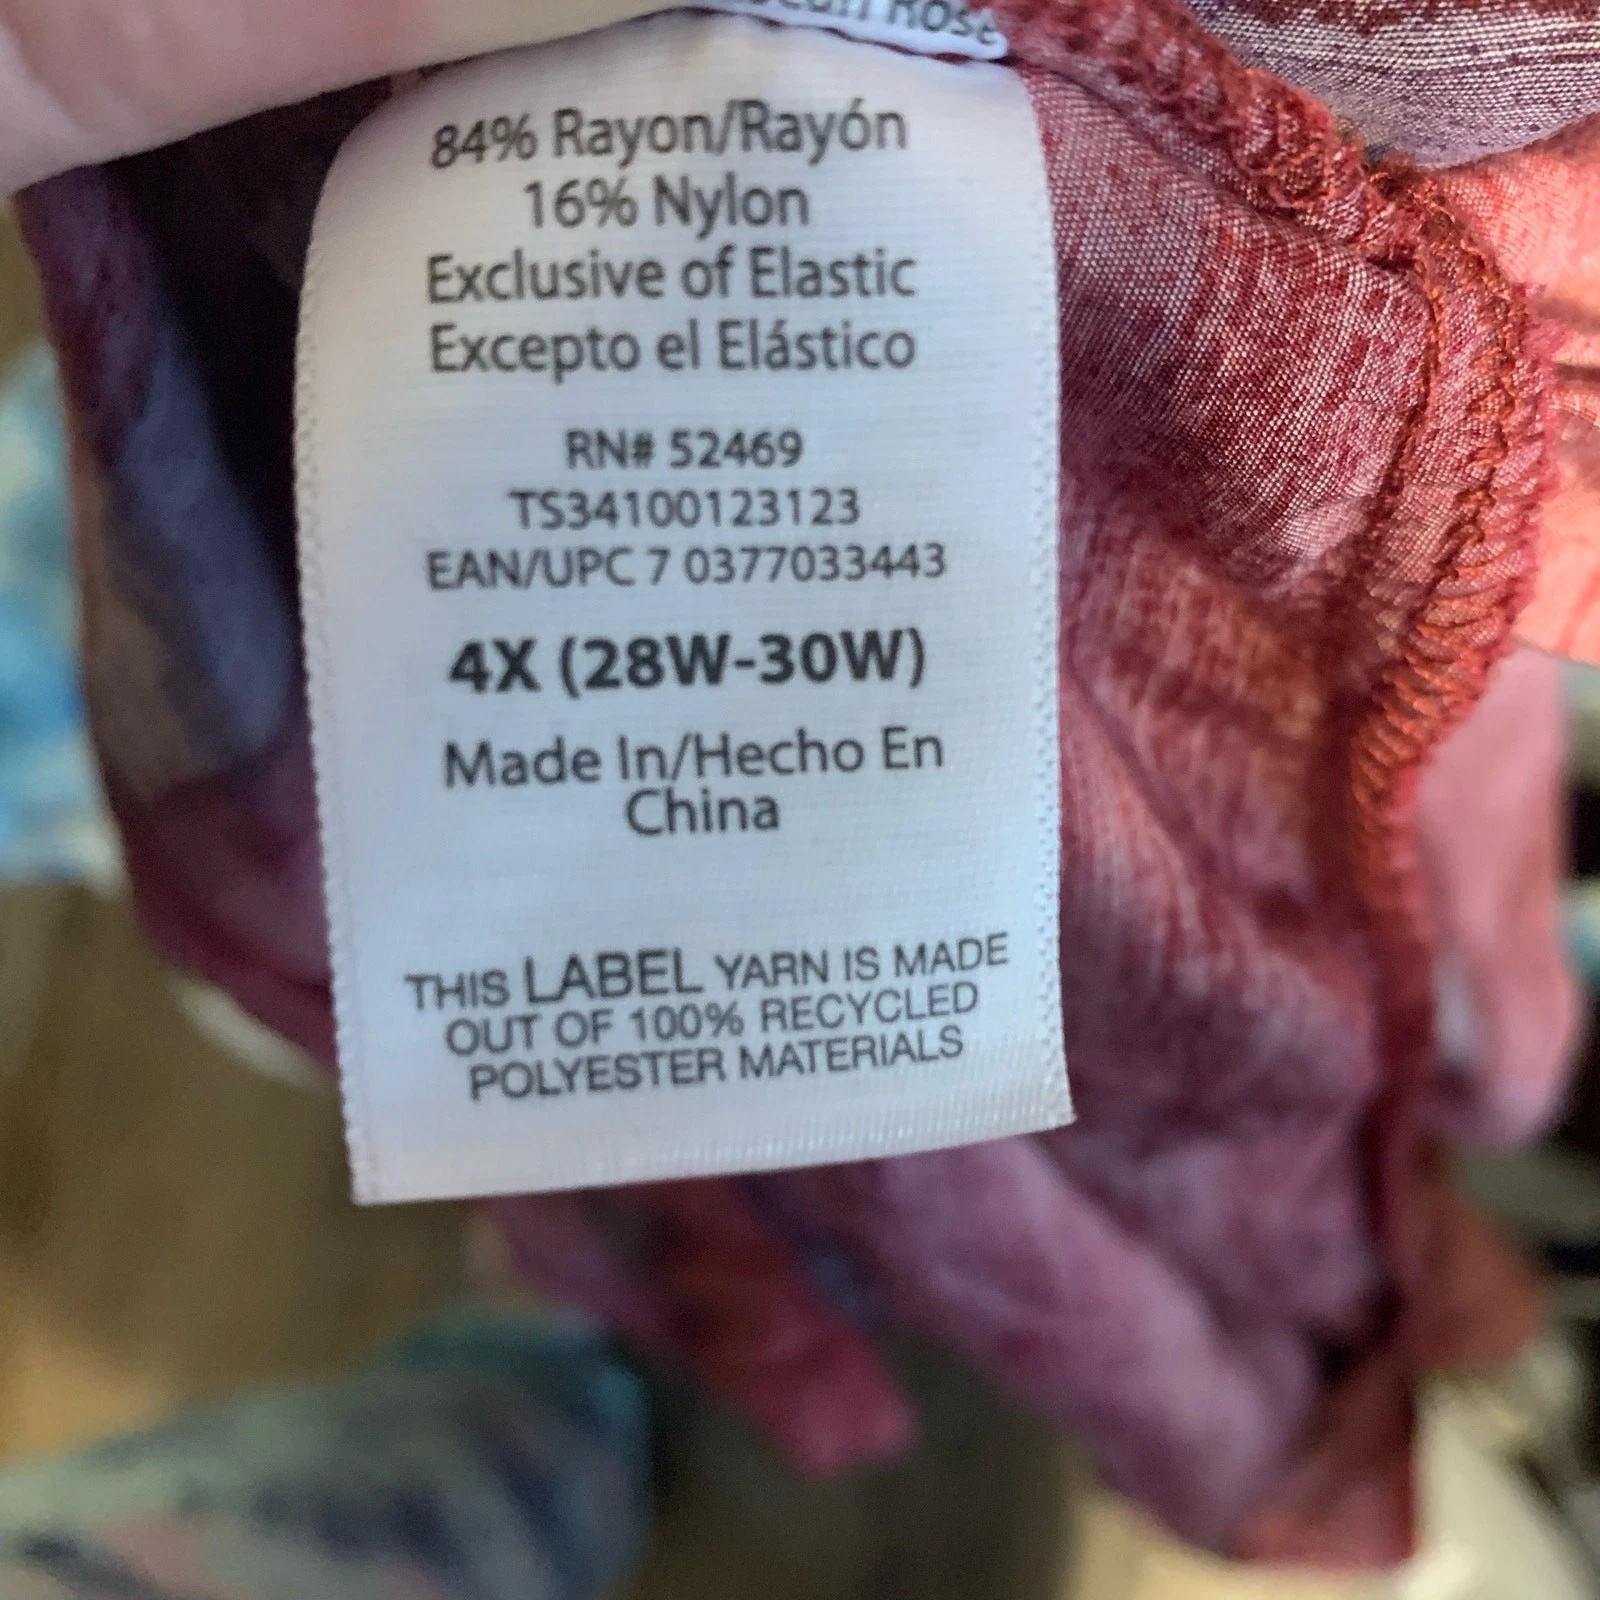 Rose
84% Rayon/Rayón
16% Nylon
Exclusive of Elastic
Excepto el Elástico
RN# 52469
TS34100123123
EAN/UPC 7 0377033443
4X (28W-30W)
Made In/Hecho En
China
THIS LABEL YARN IS MADE
OUT OF 100% RECYCLED
POLYESTER MATERIALS